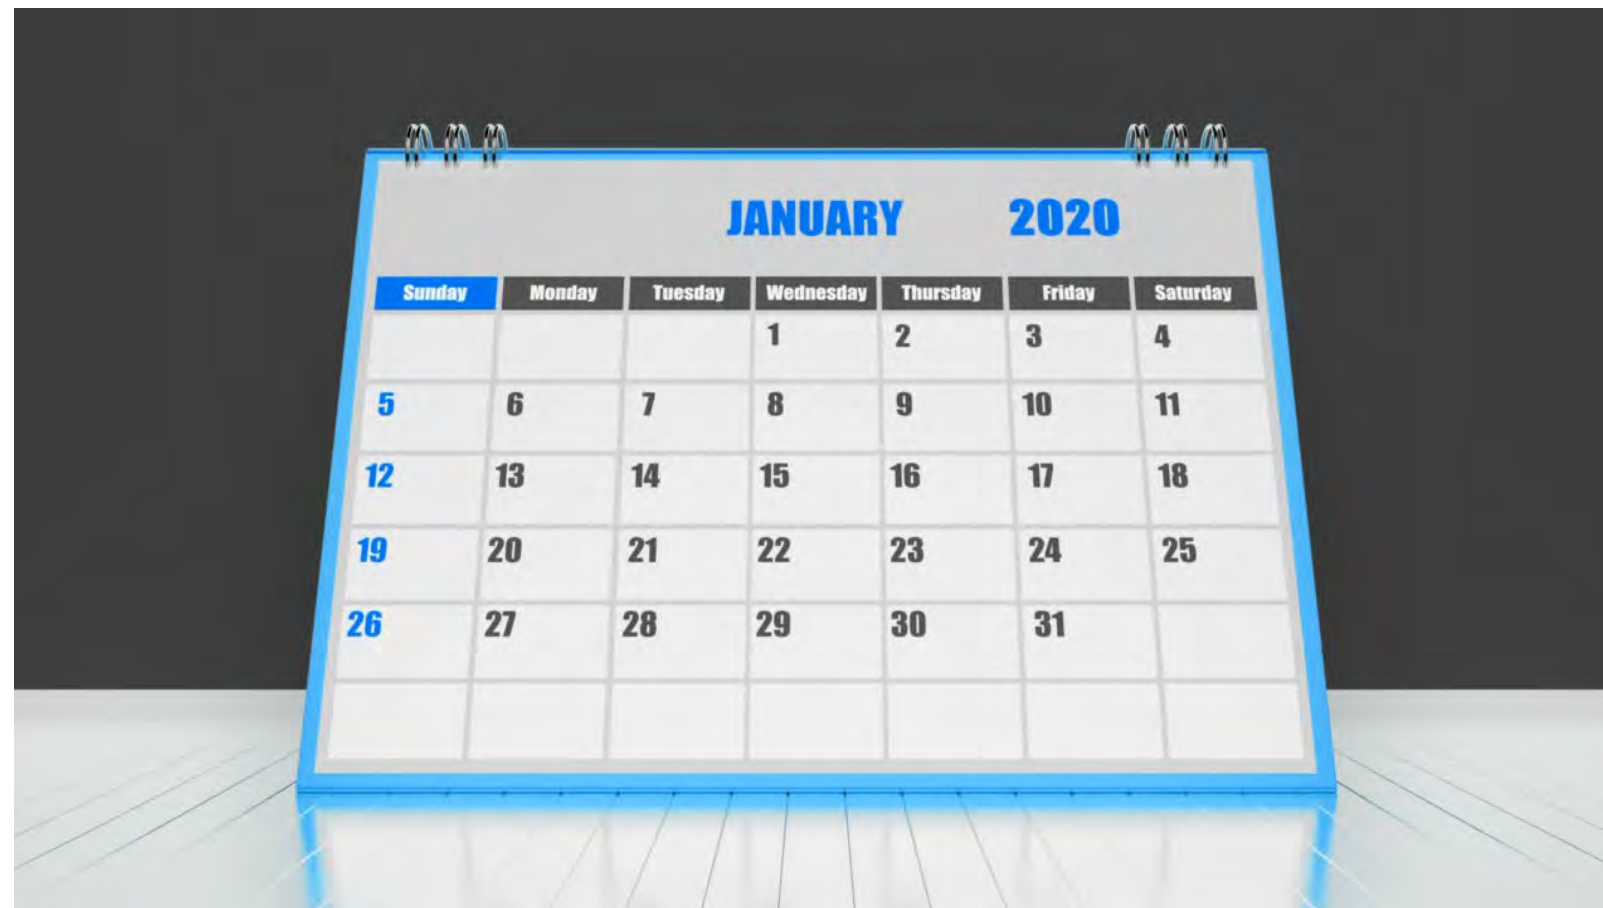 JANUARY 2020
Sunday Monday Tuesday Wednesday Thursday Friday Saturday
1 2 3 4
5 6 7 8 9 10 11
12 13 14 15 16 17 18
19 20 21 22 23 24 25
26 27 28 29 30 31